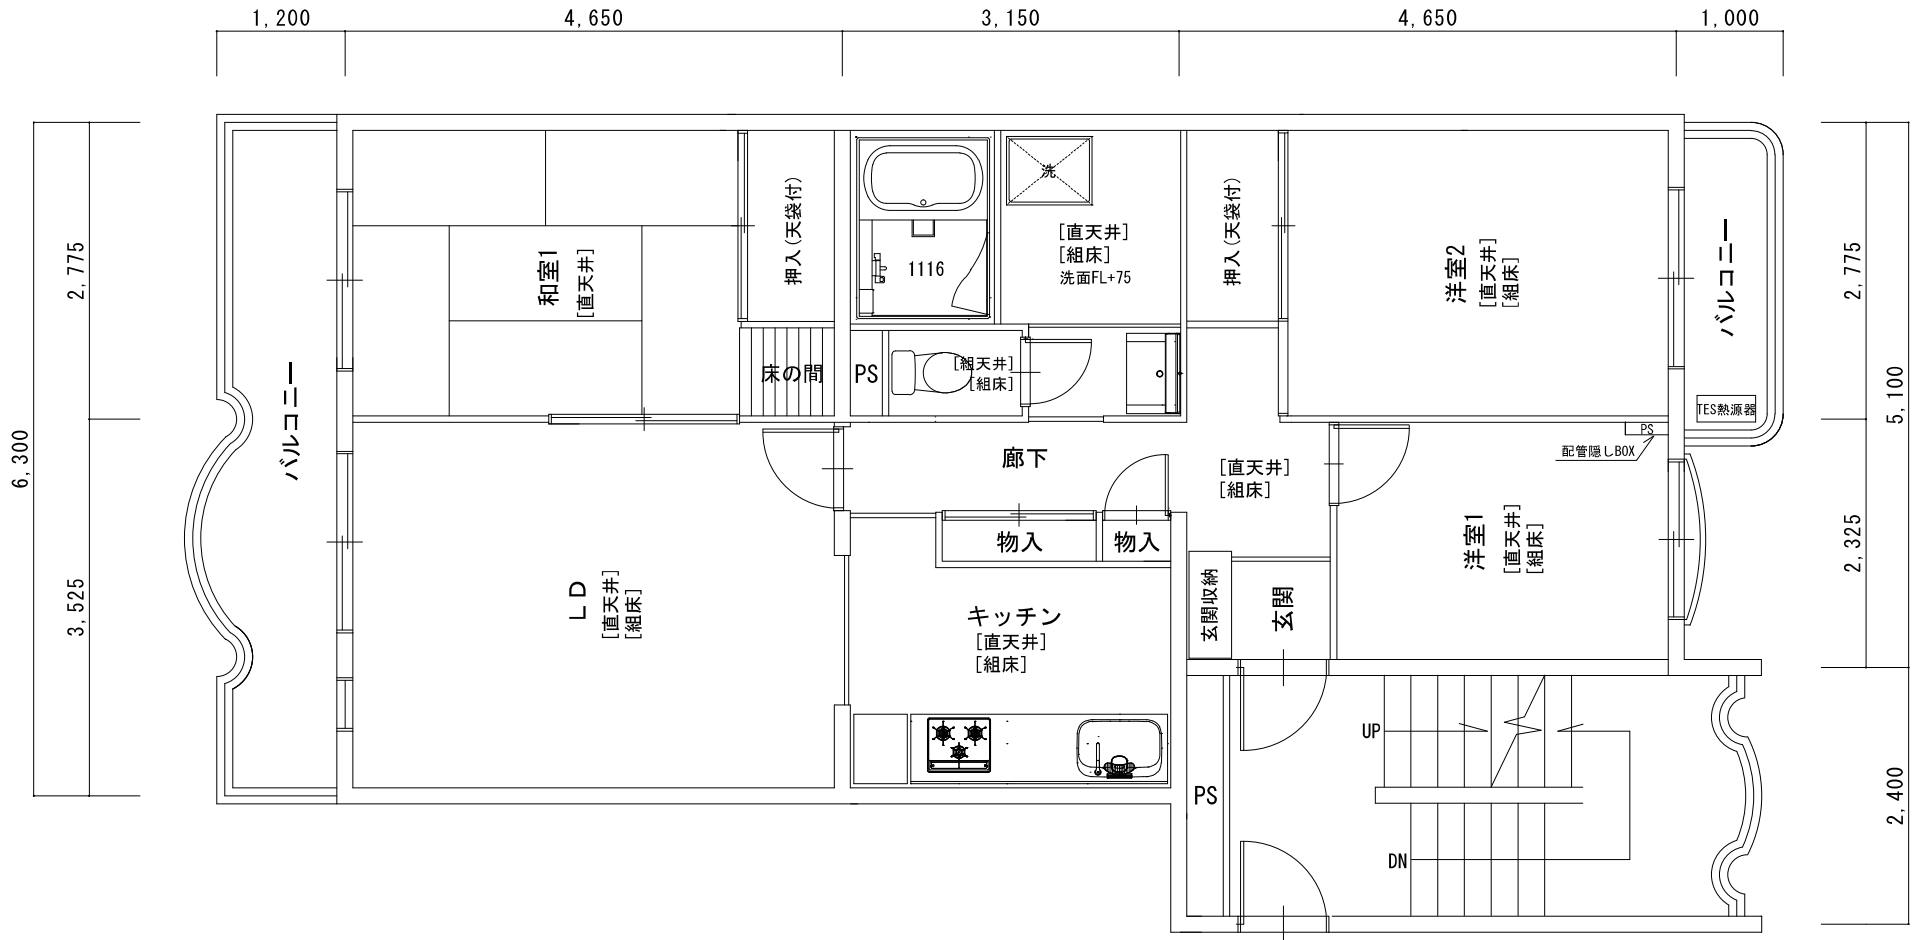 1,200
4,650
3,150
4,650
1,000
6,300
2,775
3,525
2,775
2,325
5,100
2,400
バルコニー
和室1
[直天井]
押入(天袋付)
床の間
1116
洗
[直天井]
[組床]
洗面FL+75
PS
[組天井]
[組床]
押入(天袋付)
洋室2
[直天井]
[組床]
バルコニー
TES熱源器
PS
配管隠しBOX
廊下
[直天井]
[組床]
物入
物入
LD
[直天井]
[組床]
キッチン
[直天井]
[組床]
玄関収納
玄関
洋室1
[直天井]
[組床]
PS
UP
DN